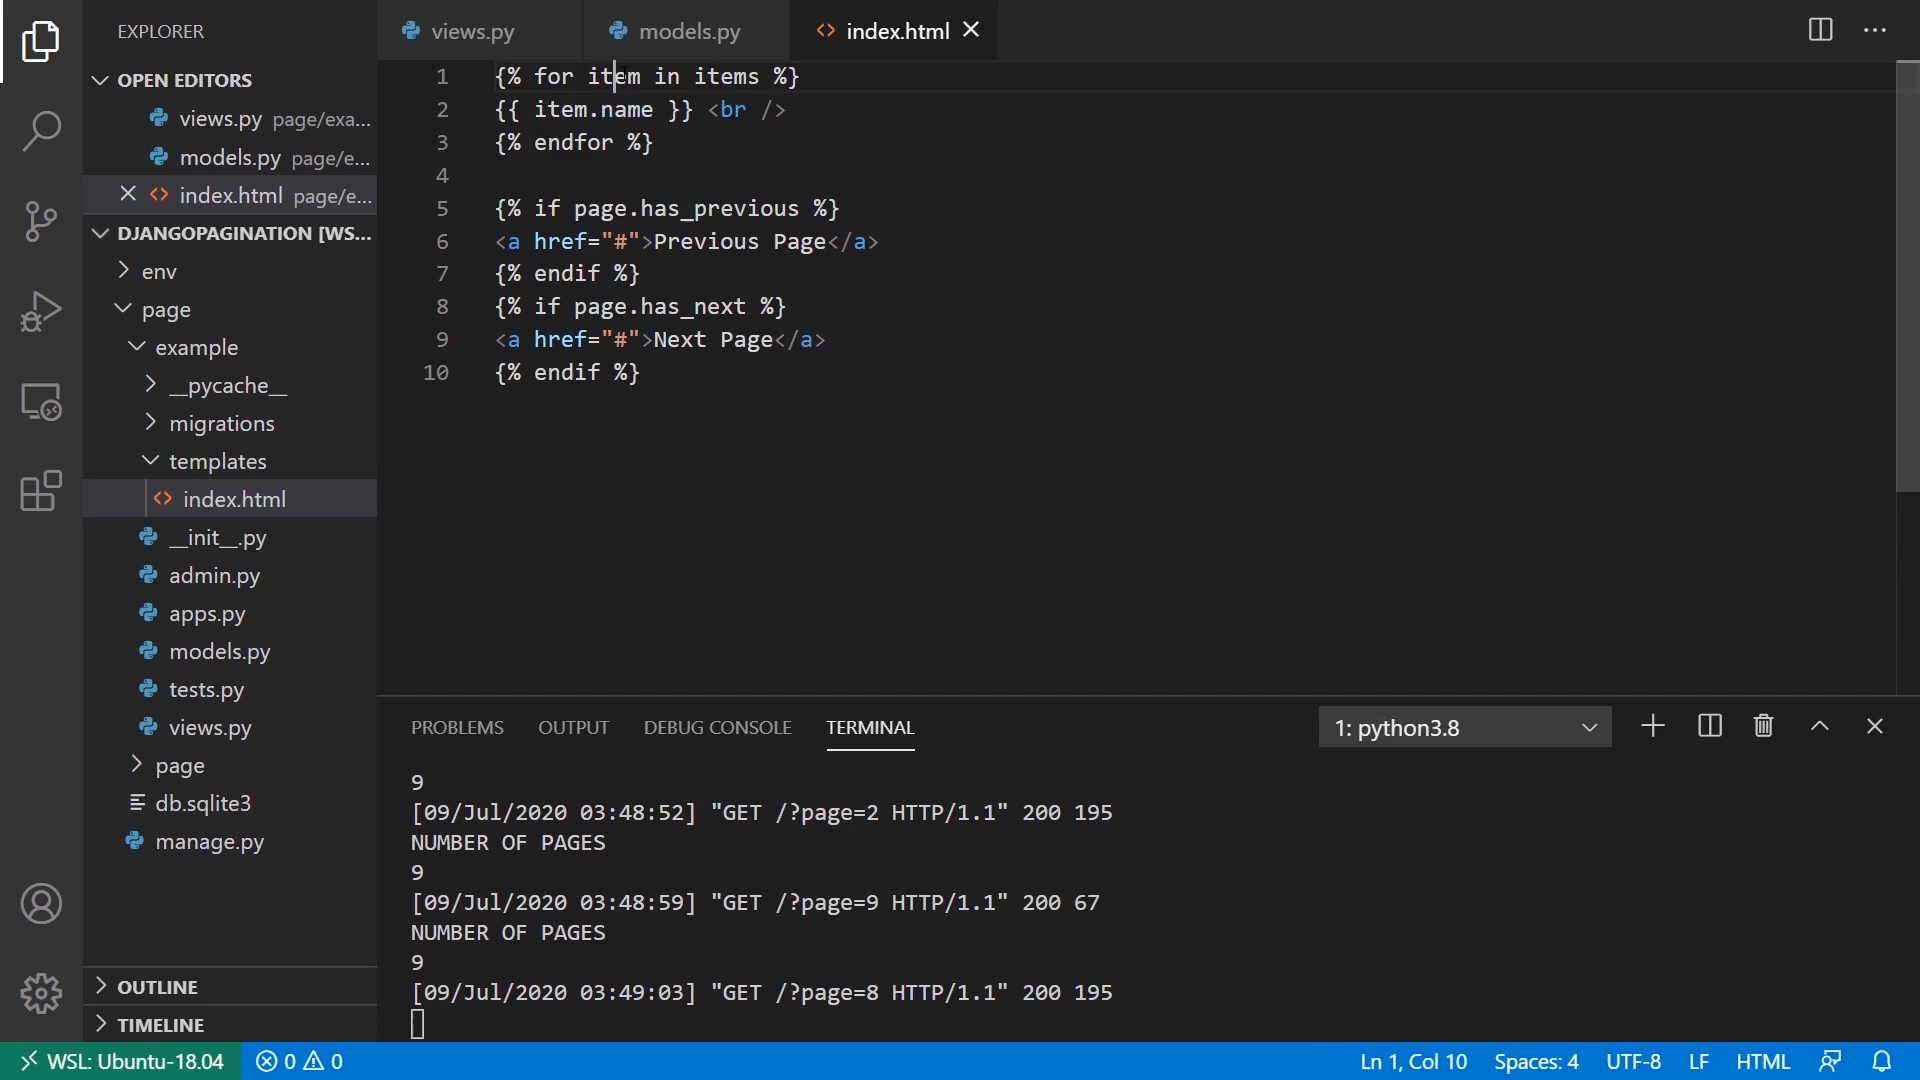 EXPLORER
OPEN EDITORS
views.py page/exa...
models.py page/e...
index.html page/e...
DJANGOPAGINATION [WS...
env
page
example
__pycache__
migrations
templates
index.html
__init__.py
admin.py
apps.py
models.py
tests.py
views.py
page
db.sqlite3
manage.py
OUTLINE
TIMELINE
views.py models.py index.html
1 {% for item in items %}
2 {{ item.name }} <br />
3 {% endfor %}
4
5 {% if page.has_previous %}
6 <a href="#">Previous Page</a>
7 {% endif %}
8 {% if page.has_next %}
9 <a href="#">Next Page</a>
10 {% endif %}
PROBLEMS OUTPUT DEBUG CONSOLE TERMINAL 1: python3.8
9
[09/Jul/2020 03:48:52] "GET /?page=2 HTTP/1.1" 200 195
NUMBER OF PAGES
9
[09/Jul/2020 03:48:59] "GET /?page=9 HTTP/1.1" 200 67
NUMBER OF PAGES
9
[09/Jul/2020 03:49:03] "GET /?page=8 HTTP/1.1" 200 195
WSL: Ubuntu-18.04 0 0 Ln 1, Col 10 Spaces: 4 UTF-8 LF HTML